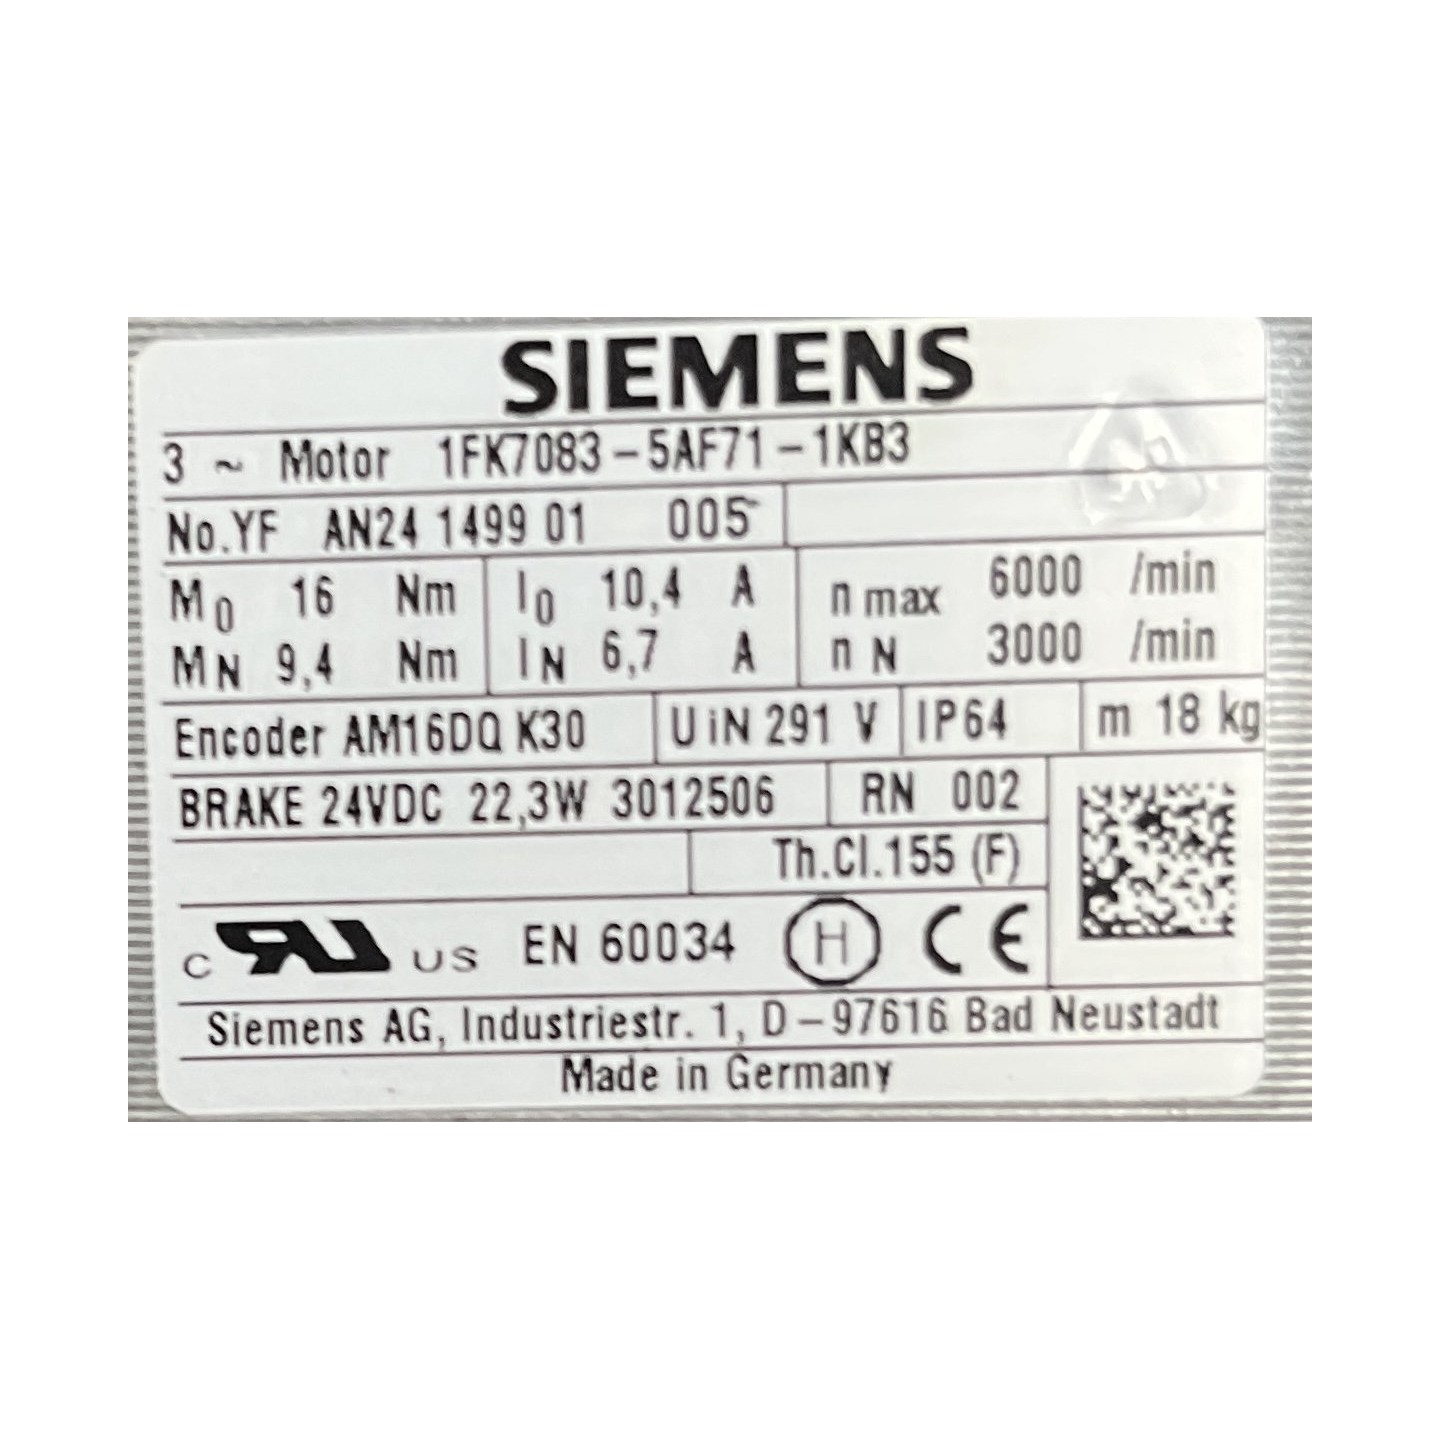 SIEMENS
3 ~ Motor 1FK7083-5AF71-1KB3
No.YF AN24 1499 01 005
M0 16 Nm I0 10,4 A n max 6000 /min
MN 9,4 Nm IN 6,7 A n N 3000 /min
Encoder AM16DQ K30 UiN 291 V IP64 m 18 kg
BRAKE 24VDC 22,3W 3012506 RN 002
Th.Cl.155 (F)
c RU US EN 60034 H CE
Siemens AG, Industriestr. 1, D-97616 Bad Neustadt
Made in Germany